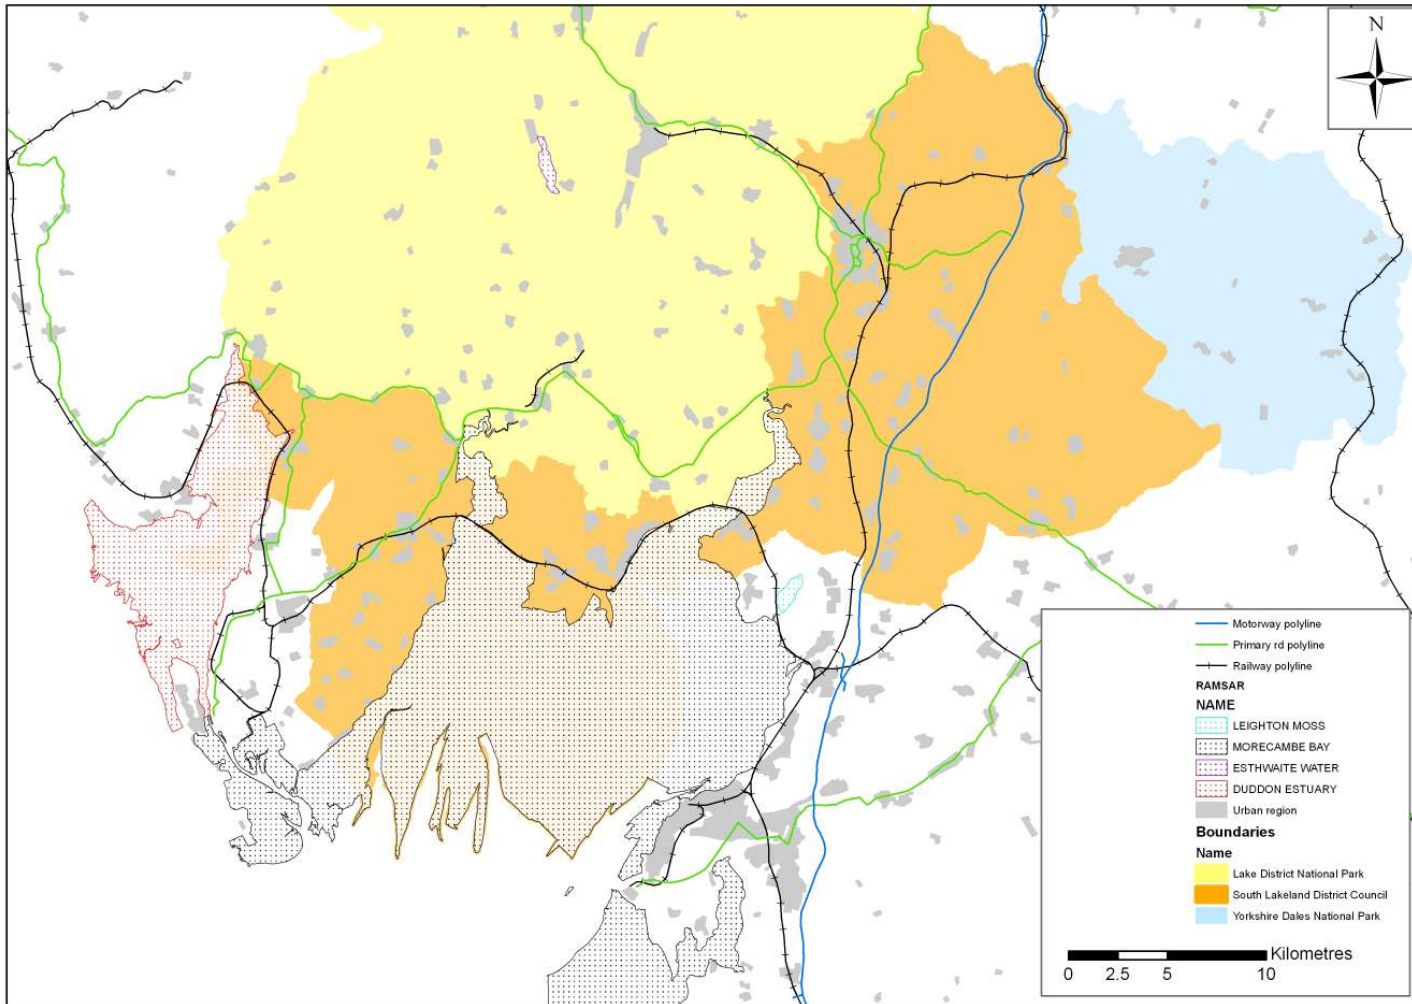 N
Motorway polyline
Primary rd polyline
Railway polyline
RAMSAR
NAME
LEIGHTON MOSS
MORECAMBE BAY
ESTHWAITE WATER
DUDDON ESTUARY
Urban region
Boundaries
Name
Lake District National Park
South Lakeland District Council
Yorkshire Dales National Park
Kilometres
0 2.5 5 10